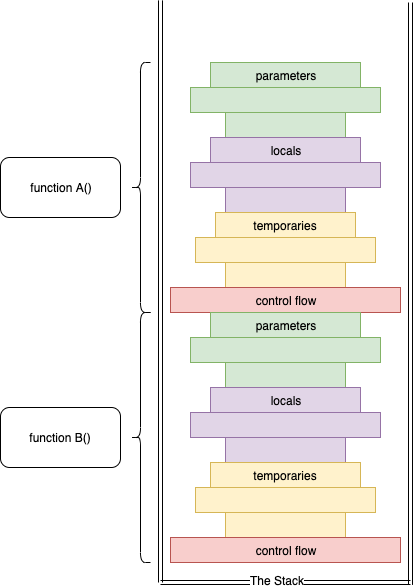 parameters
locals
function A()
temporaries
control flow
parameters
locals
function B()
temporaries
control flow
The Stack